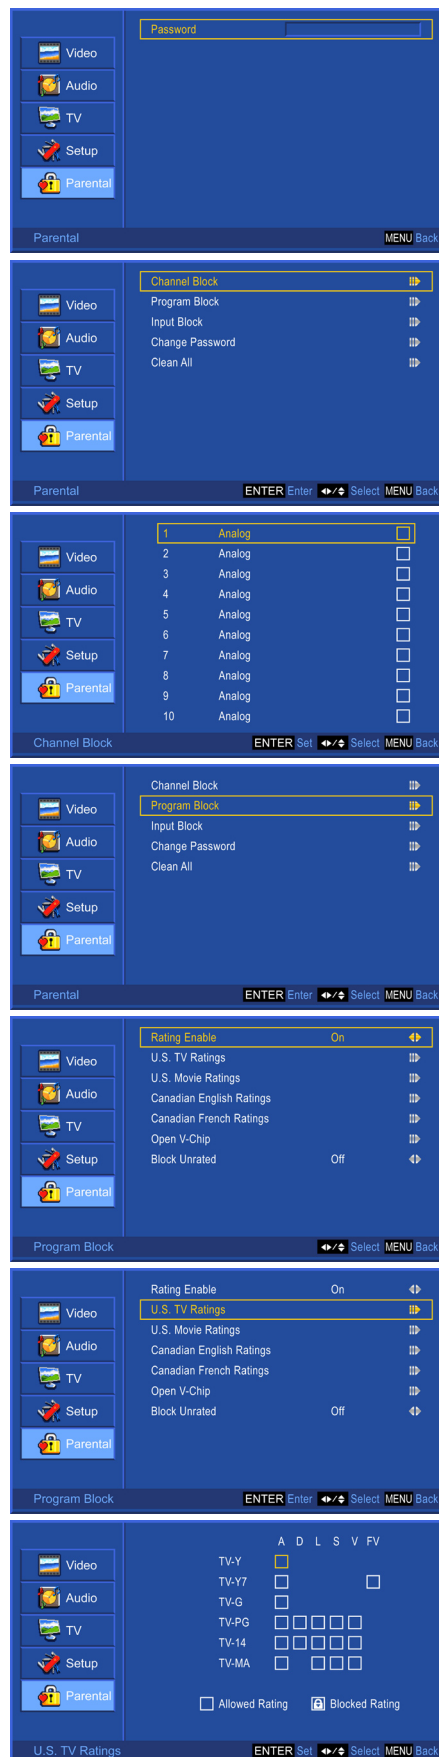 Password
Video
Audio
TV
Setup
Parental
Parental MENU Back
Channel Block
Program Block
Input Block
Change Password
Clean All
Video
Audio
TV
Setup
Parental
Parental ENTER Enter Select MENU Back
1 Analog
2 Analog
3 Analog
4 Analog
5 Analog
6 Analog
7 Analog
8 Analog
9 Analog
10 Analog
Video
Audio
TV
Setup
Parental
Channel Block ENTER Set Select MENU Back
Channel Block
Program Block
Input Block
Change Password
Clean All
Video
Audio
TV
Setup
Parental
Parental ENTER Enter Select MENU Back
Rating Enable On
U.S. TV Ratings
U.S. Movie Ratings
Canadian English Ratings
Canadian French Ratings
Open V-Chip
Block Unrated Off
Video
Audio
TV
Setup
Parental
Program Block Select MENU Back
Rating Enable On
U.S. TV Ratings
U.S. Movie Ratings
Canadian English Ratings
Canadian French Ratings
Open V-Chip
Block Unrated Off
Video
Audio
TV
Setup
Parental
Program Block ENTER Enter Select MENU Back
A D L S V FV
TV-Y
TV-Y7
TV-G
TV-PG
TV-14
TV-MA
Allowed Rating Blocked Rating
Video
Audio
TV
Setup
Parental
U.S. TV Ratings ENTER Set Select MENU Back